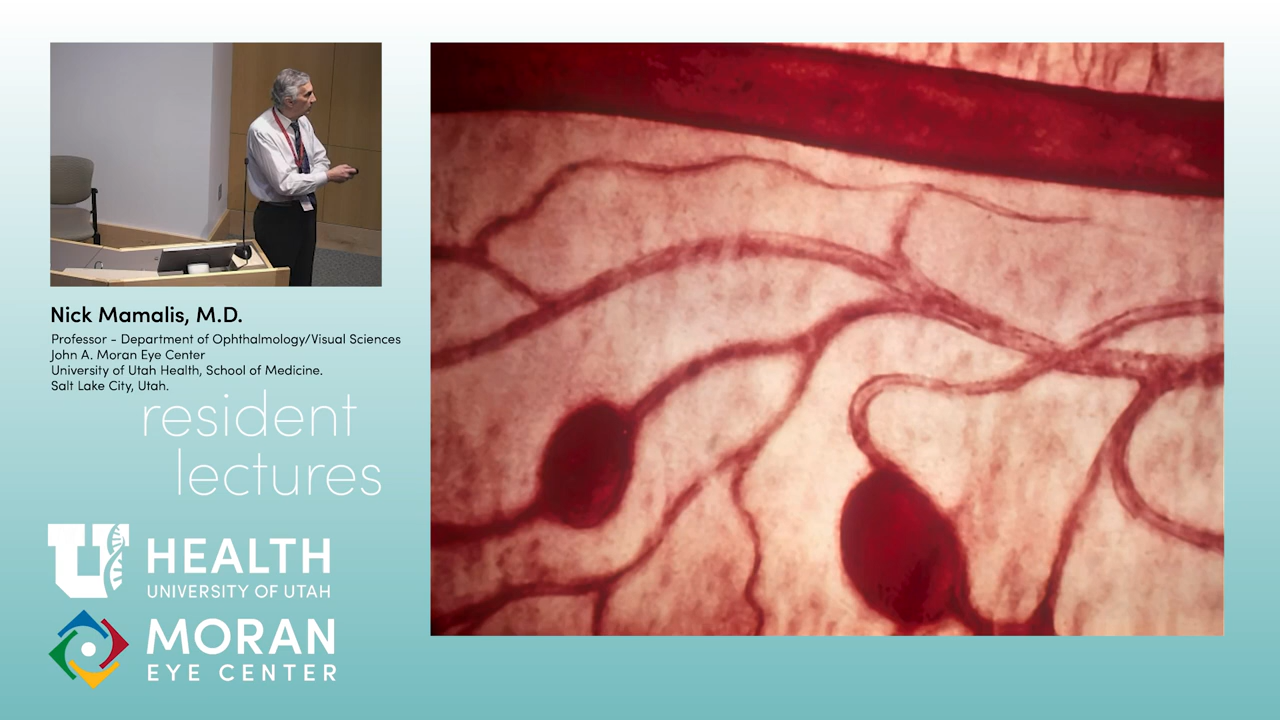 Nick Mamalis, M.D.
Professor - Department of Ophthalmology/Visual Sciences
John A. Moran Eye Center
University of Utah Health, School of Medicine.
Salt Lake City, Utah.
resident
lectures
U HEALTH
UNIVERSITY OF UTAH
MORAN
EYE CENTER